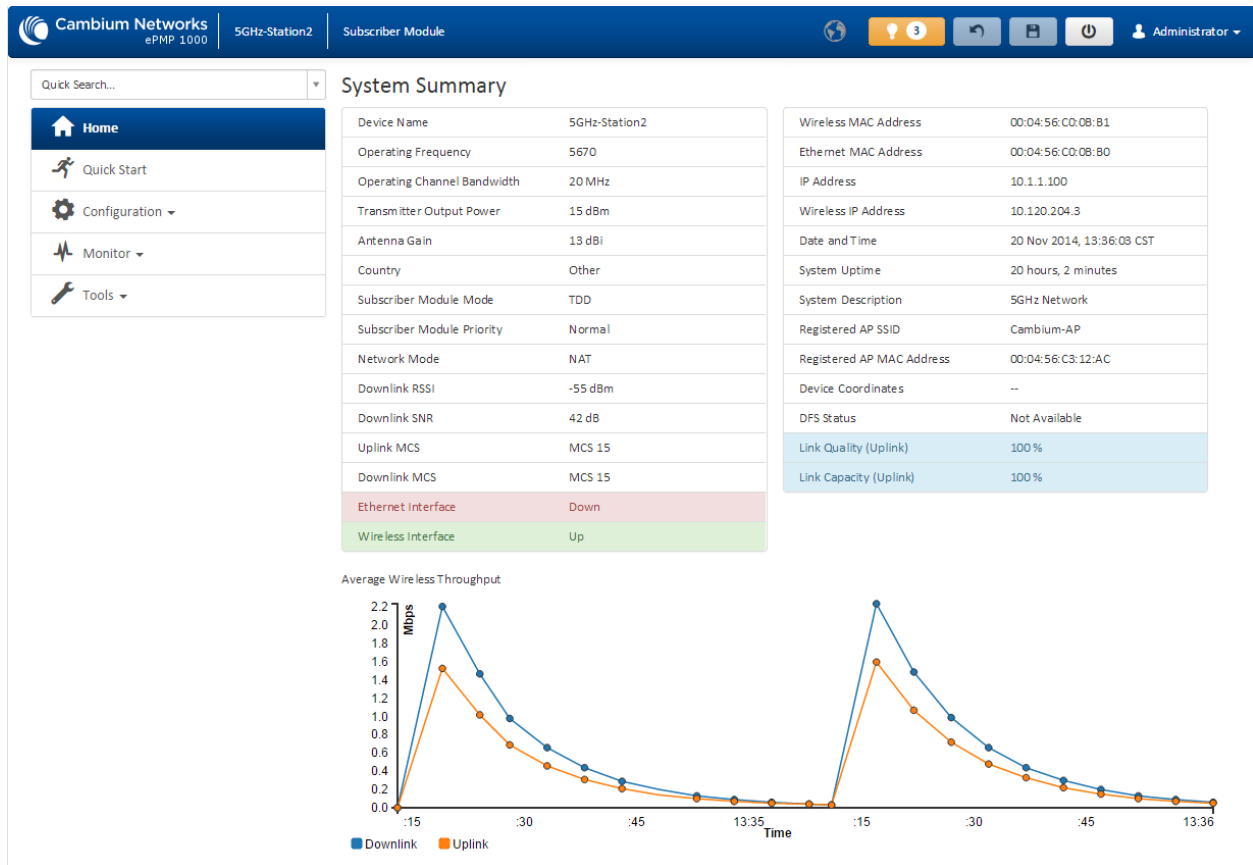 Cambium Networks
ePMP 1000
5GHz-Station2
Subscriber Module
3
Administrator
Quick Search...
Home
Quick Start
Configuration
Monitor
Tools
System Summary
Device Name 5GHz-Station2
Operating Frequency 5670
Operating Channel Bandwidth 20 MHz
Transmitter Output Power 15 dBm
Antenna Gain 13 dBi
Country Other
Subscriber Module Mode TDD
Subscriber Module Priority Normal
Network Mode NAT
Downlink RSSI -55 dBm
Downlink SNR 42 dB
Uplink MCS MCS 15
Downlink MCS MCS 15
Ethernet Interface Down
Wireless Interface Up
Wireless MAC Address 00:04:56:C0:0B:B1
Ethernet MAC Address 00:04:56:C0:0B:B0
IP Address 10.1.1.100
Wireless IP Address 10.120.204.3
Date and Time 20 Nov 2014, 13:36:03 CST
System Uptime 20 hours, 2 minutes
System Description 5GHz Network
Registered AP SSID Cambium-AP
Registered AP MAC Address 00:04:56:C3:12:AC
Device Coordinates --
DFS Status Not Available
Link Quality (Uplink) 100 %
Link Capacity (Uplink) 100 %
Average Wireless Throughput
2.2
2.0
1.8
1.6
1.4
1.2
1.0
0.8
0.6
0.4
0.2
0.0
Mbps
:15 :30 :45 13:35 :15 :30 :45 13:36
Time
Downlink Uplink